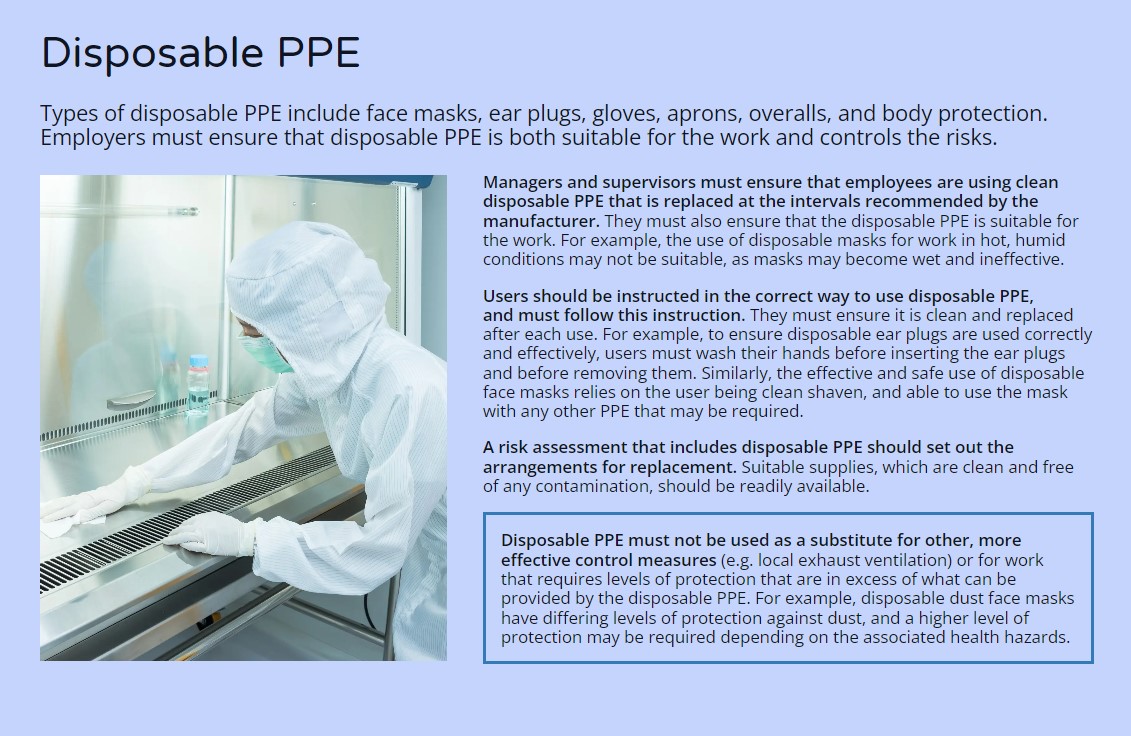 Disposable PPE
Types of disposable PPE include face masks, ear plugs, gloves, aprons, overalls, and body protection.
Employers must ensure that disposable PPE is both suitable for the work and controls the risks.
Managers and supervisors must ensure that employees are using clean
disposable PPE that is replaced at the intervals recommended by the
manufacturer. They must also ensure that the disposable PPE is suitable for
the work. For example, the use of disposable masks for work in hot, humid
conditions may not be suitable, as masks may become wet and ineffective.
Users should be instructed in the correct way to use disposable PPE,
and must follow this instruction. They must ensure it is clean and replaced
after each use. For example, to ensure disposable ear plugs are used correctly
and effectively, users must wash their hands before inserting the ear plugs
and before removing them. Similarly, the effective and safe use of disposable
face masks relies on the user being clean shaven, and able to use the mask
with any other PPE that may be required.
A risk assessment that includes disposable PPE should set out the
arrangements for replacement. Suitable supplies, which are clean and free
of any contamination, should be readily available.
Disposable PPE must not be used as a substitute for other, more
effective control measures (e.g. local exhaust ventilation) or for work
that requires levels of protection that are in excess of what can be
provided by the disposable PPE. For example, disposable dust face masks
have differing levels of protection against dust, and a higher level of
protection may be required depending on the associated health hazards.